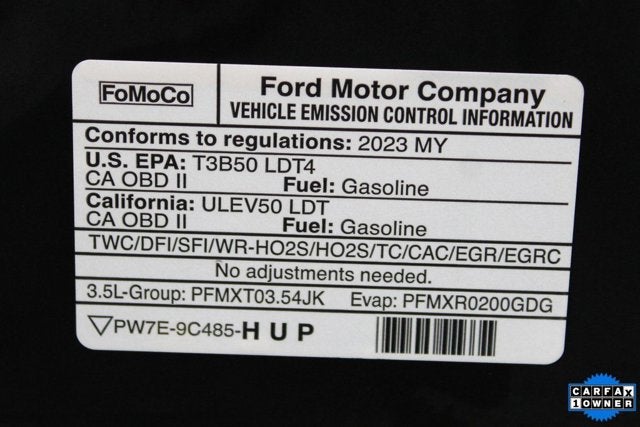 FoMoCo
Ford Motor Company
VEHICLE EMISSION CONTROL INFORMATION
Conforms to regulations: 2023 MY
U.S. EPA: T3B50 LDT4
CA OBD II Fuel: Gasoline
California: ULEV50 LDT
CA OBD II Fuel: Gasoline
TWC/DFI/SFI/WR-HO2S/HO2S/TC/CAC/EGR/EGRC
No adjustments needed.
3.5L-Group: PFMXT03.54JK Evap: PFMXR0200GDG
PW7E-9C485-HUP
CARFAX
1 OWNER